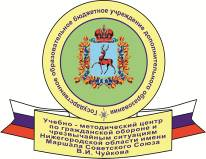 Государственное образовательное бюджетное учреждение дополнительного образования
Учебно - методический центр
по гражданской обороне и
чрезвычайным ситуациям
Нижегородской области имени
Маршала Советского Союза
В.И. Чуйкова